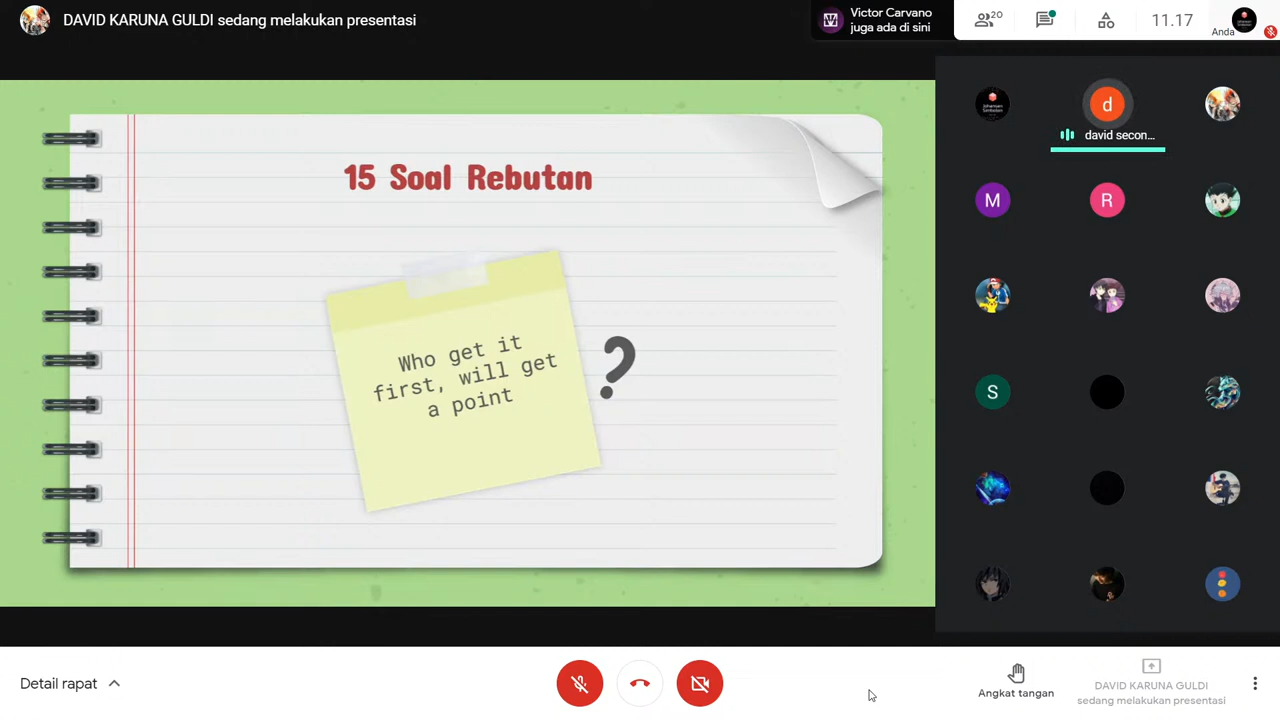 DAVID KARUNA GULDI sedang melakukan presentasi
Victor Carvano
juga ada di sini
20
11.17
Anda
d
david secon...
15 Soal Rebutan
M
R
Who get it
first, will get
a point
?
S
Detail rapat
Angkat tangan
DAVID KARUNA GULDI
sedang melakukan presentasi